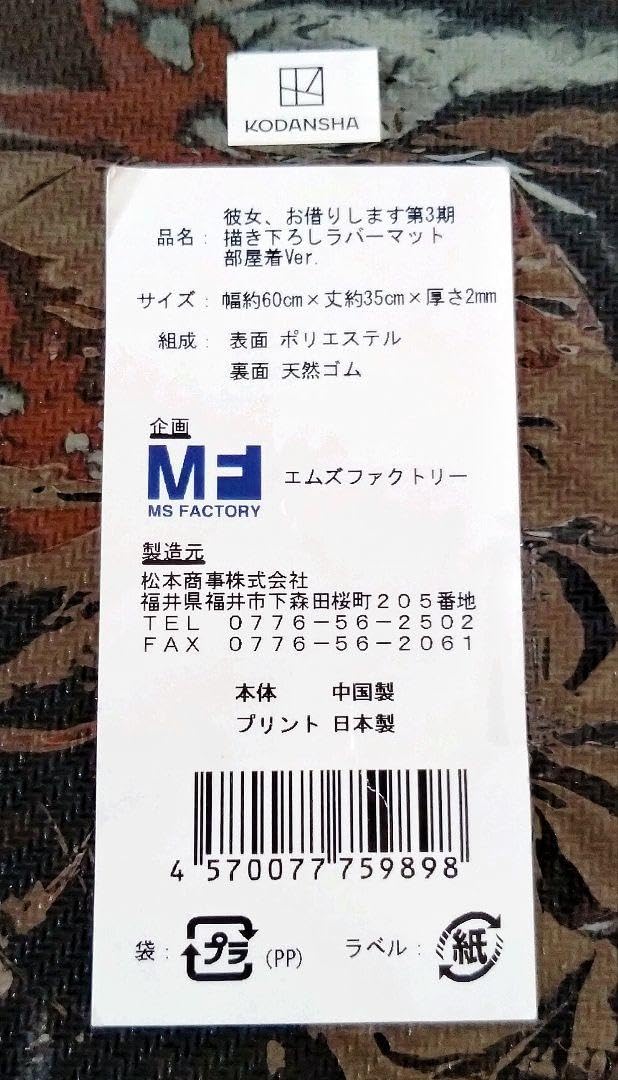 KODANSHA
品名： 彼女、お借りします第3期
描き下ろしラバーマット
部屋着Ver.
サイズ： 幅約60cm×丈約35cm×厚さ2mm
組成： 表面 ポリエステル
裏面 天然ゴム
企画
MF エムズファクトリー
MS FACTORY
製造元
松本商事株式会社
福井県福井市下森田桜町２０５番地
ＴＥＬ　０７７６－５６－２５０２
ＦＡＸ　０７７６－５６－２０６１
本体　中国製
プリント 日本製
4 570077 759898
袋： プラ (PP) ラベル： 紙